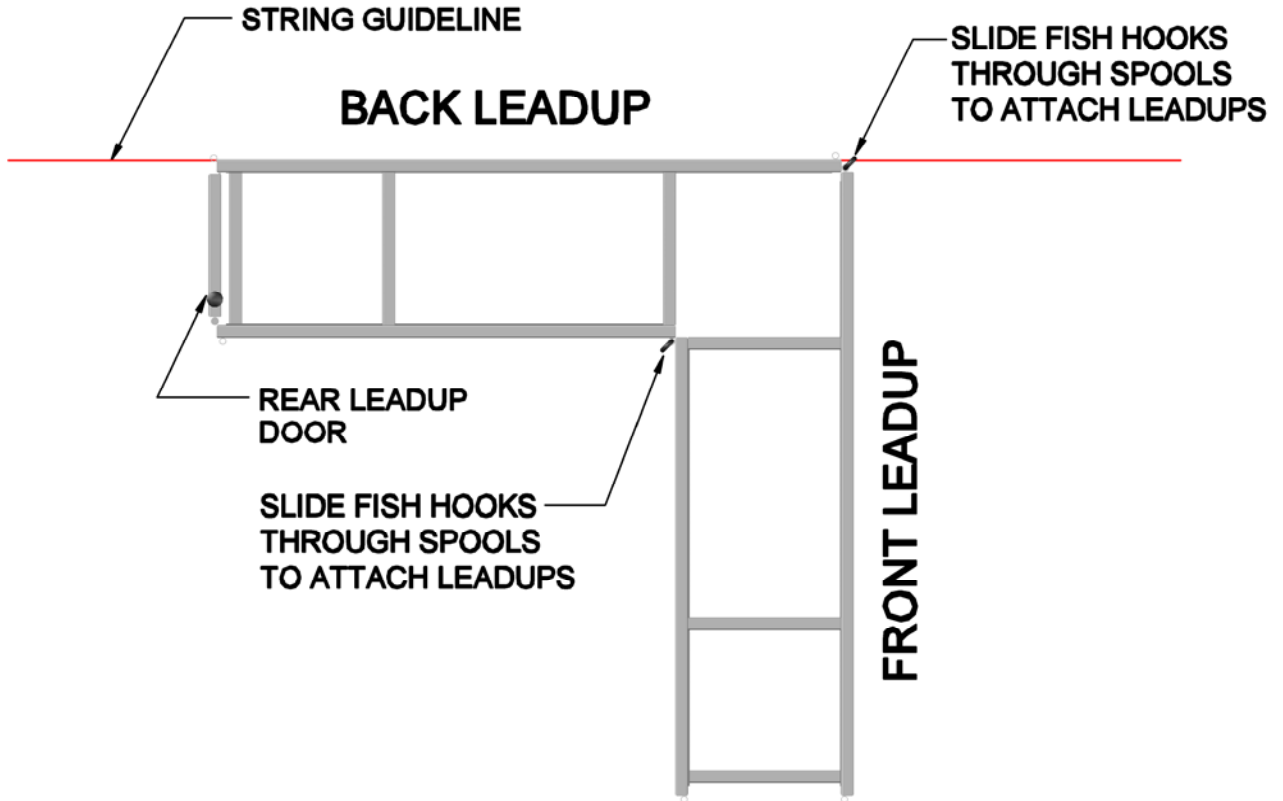 STRING GUIDELINE
SLIDE FISH HOOKS
THROUGH SPOOLS
TO ATTACH LEADUPS
BACK LEADUP
REAR LEADUP
DOOR
SLIDE FISH HOOKS
THROUGH SPOOLS
TO ATTACH LEADUPS
FRONT LEADUP